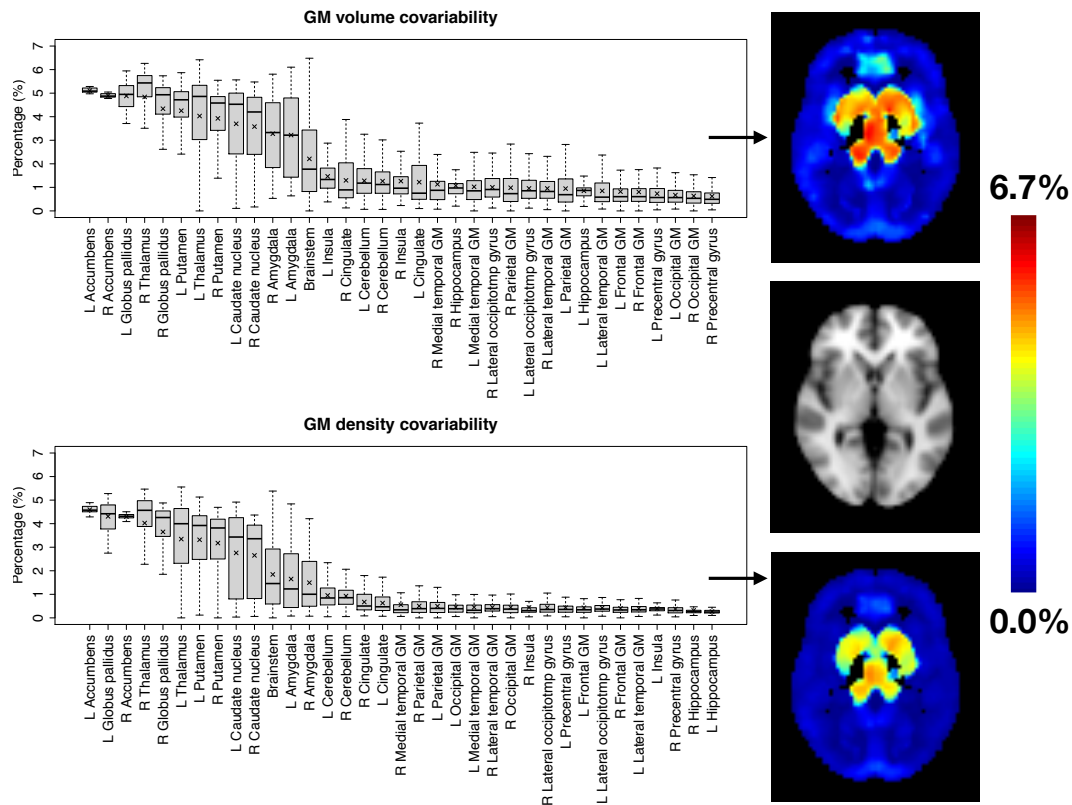 GM volume covariability
Percentage (%)
7
6
5
4
3
2
1
0
L Accumbens
R Accumbens
L Globus pallidus
R Thalamus
R Globus pallidus
L Putamen
L Thalamus
R Putamen
L Caudate nucleus
R Caudate nucleus
R Amygdala
L Amygdala
Brainstem
L Insula
R Cingulate
L Cerebellum
R Cerebellum
R Insula
L Cingulate
R Medial temporal GM
R Hippocampus
L Medial temporal GM
R Lateral occipitotmp gyrus
R Parietal GM
L Lateral occipitotmp gyrus
R Lateral temporal GM
L Parietal GM
L Hippocampus
L Lateral temporal GM
L Frontal GM
R Frontal GM
L Precentral gyrus
L Occipital GM
R Occipital GM
R Precentral gyrus
GM density covariability
Percentage (%)
7
6
5
4
3
2
1
0
L Accumbens
L Globus pallidus
R Accumbens
R Thalamus
R Globus pallidus
L Thalamus
L Putamen
R Putamen
L Caudate nucleus
R Caudate nucleus
Brainstem
L Amygdala
R Amygdala
L Cerebellum
R Cerebellum
R Cingulate
L Cingulate
R Medial temporal GM
R Parietal GM
L Parietal GM
L Occipital GM
L Medial temporal GM
R Lateral temporal GM
R Occipital GM
R Insula
R Lateral occipitotmp gyrus
L Precentral gyrus
L Frontal GM
L Lateral occipitotmp gyrus
R Frontal GM
L Lateral temporal GM
L Insula
R Precentral gyrus
R Hippocampus
L Hippocampus
6.7%
0.0%